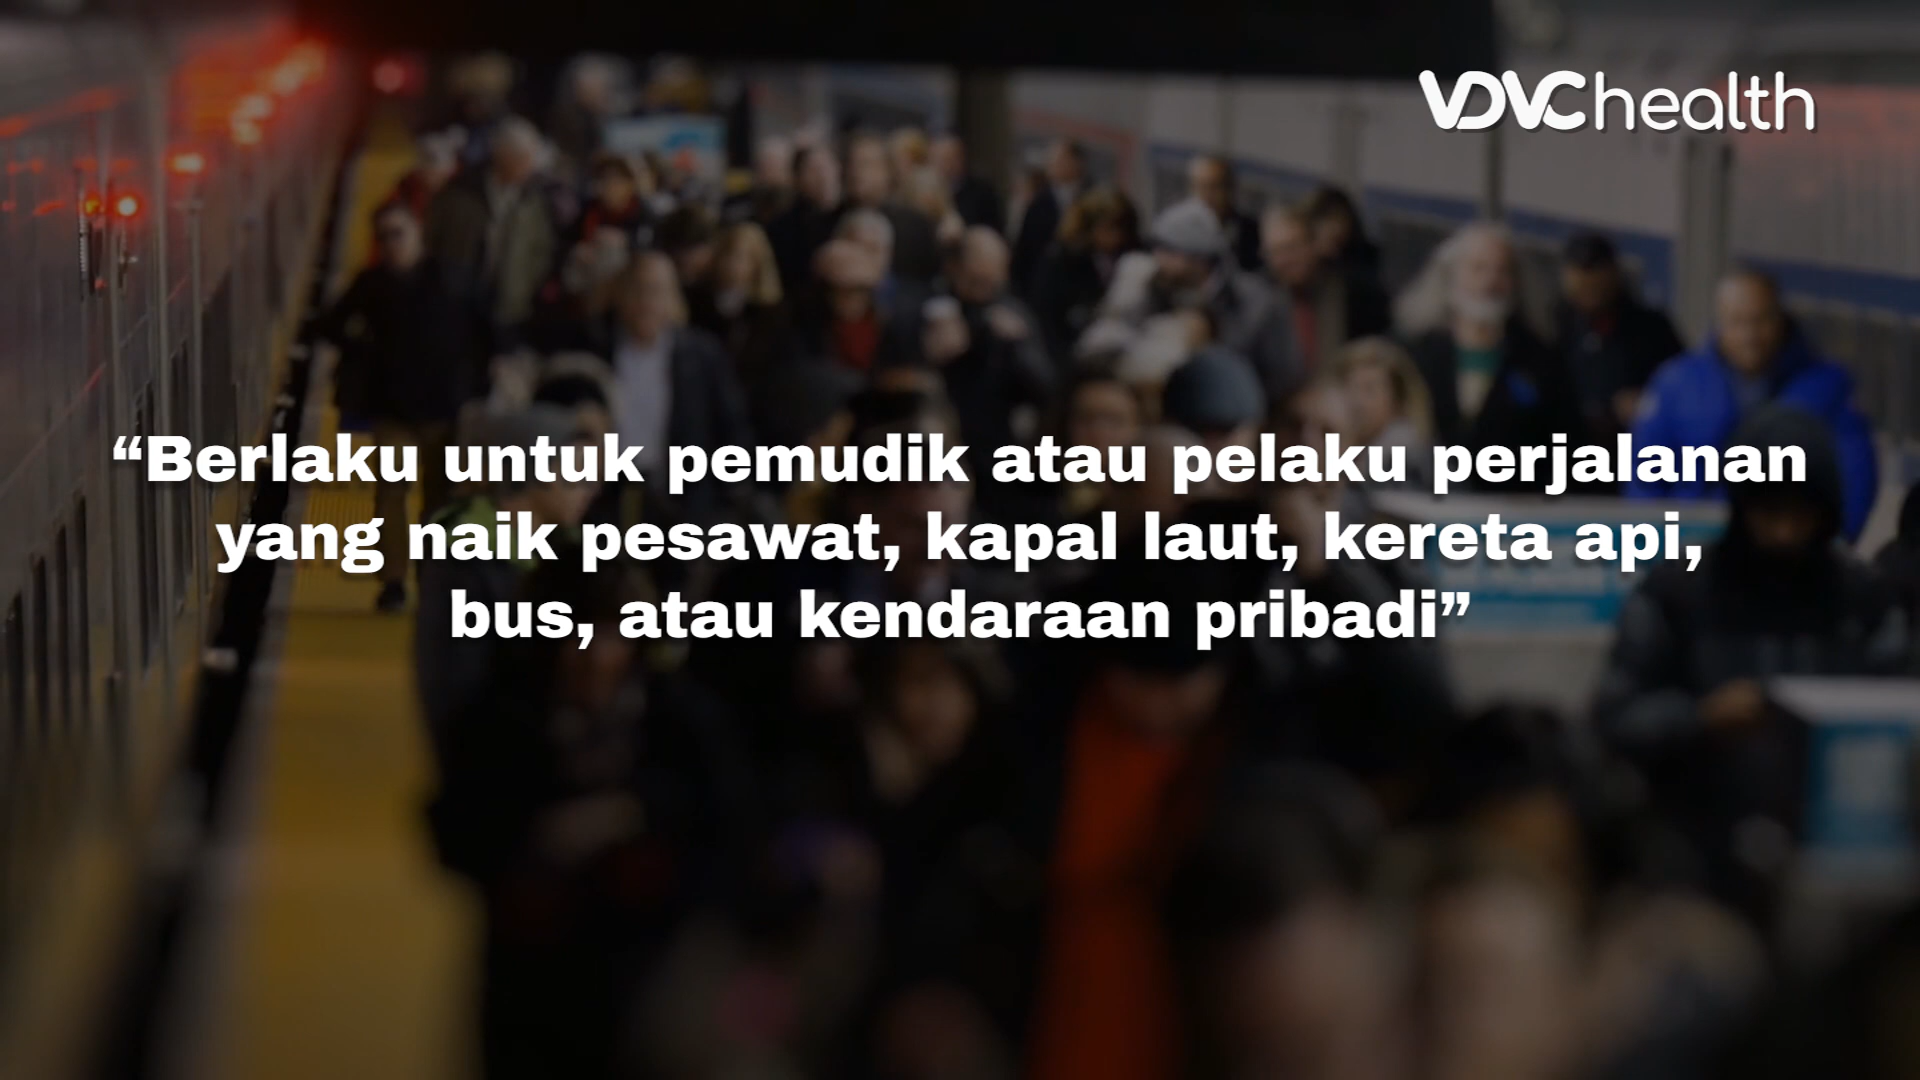 VDVC health
“Berlaku untuk pemudik atau pelaku perjalanan
yang naik pesawat, kapal laut, kereta api,
bus, atau kendaraan pribadi”